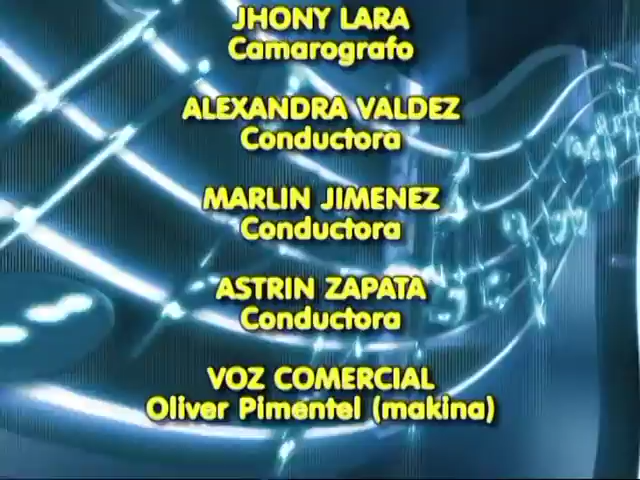 JHONY LARA
Camarografo
ALEXANDRA VALDEZ
Conductora
MARLIN JIMENEZ
Conductora
ASTRIN ZAPATA
Conductora
VOZ COMERCIAL
Oliver Pimentel (makina)